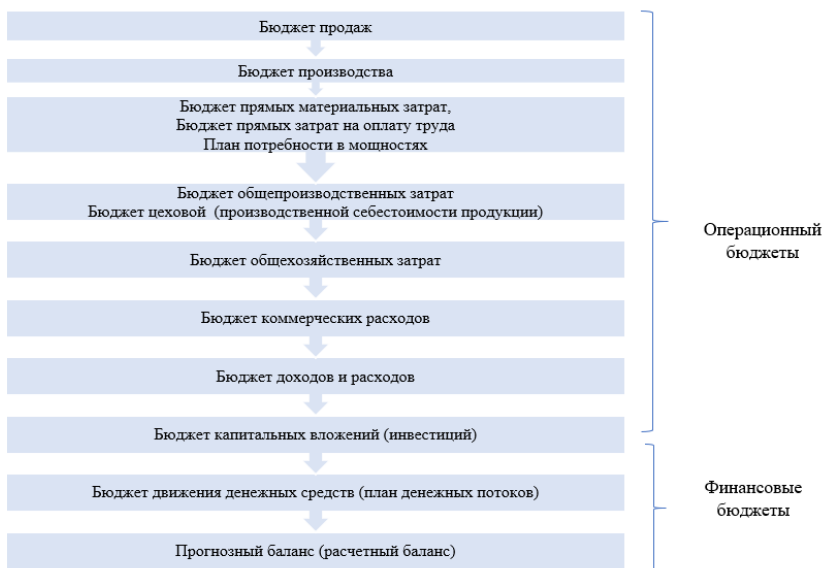 Бюджет продаж
Бюджет производства
Бюджет прямых материальных затрат,
Бюджет прямых затрат на оплату труда
План потребности в мощностях
Бюджет общепроизводственных затрат
Бюджет цеховой (производственной себестоимости продукции)
Бюджет общехозяйственных затрат
Бюджет коммерческих расходов
Бюджет доходов и расходов
Бюджет капитальных вложений (инвестиций)
Бюджет движения денежных средств (план денежных потоков)
Прогнозный баланс (расчетный баланс)
Операционный
бюджеты
Финансовые
бюджеты